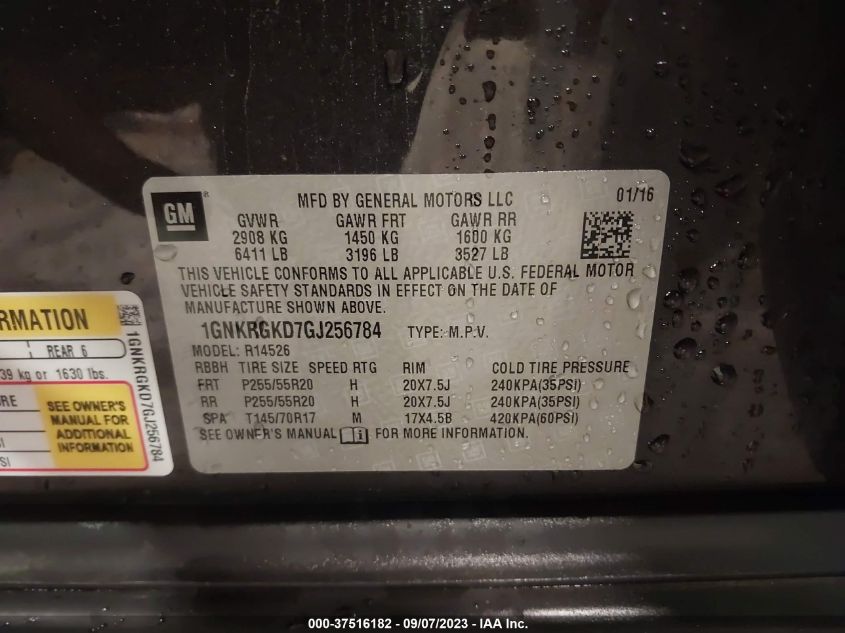 GM ®
MFD BY GENERAL MOTORS LLC 01/16
GVWR GAWR FRT GAWR RR
2908 KG 1450 KG 1600 KG
6411 LB 3196 LB 3527 LB
THIS VEHICLE CONFORMS TO ALL APPLICABLE U.S. FEDERAL MOTOR
VEHICLE SAFETY STANDARDS IN EFFECT ON THE DATE OF
MANUFACTURE SHOWN ABOVE.
1GNKRGKD7GJ256784 TYPE: M.P.V.
MODEL: R14526
RBBH TIRE SIZE SPEED RTG RIM COLD TIRE PRESSURE
FRT P255/55R20 H 20X7.5J 240KPA(35PSI)
RR P255/55R20 H 20X7.5J 240KPA(35PSI)
SPA T145/70R17 M 17X4.5B 420KPA(60PSI)
SEE OWNER'S MANUAL FOR MORE INFORMATION.
RMATION
REAR 6
39 kg or 1630 lbs.
RE
SI
SI
SEE OWNER'S
MANUAL FOR
ADDITIONAL
INFORMATION
1GNKRGKD7GJ256784
000-37516182 - 09/07/2023 - IAA Inc.